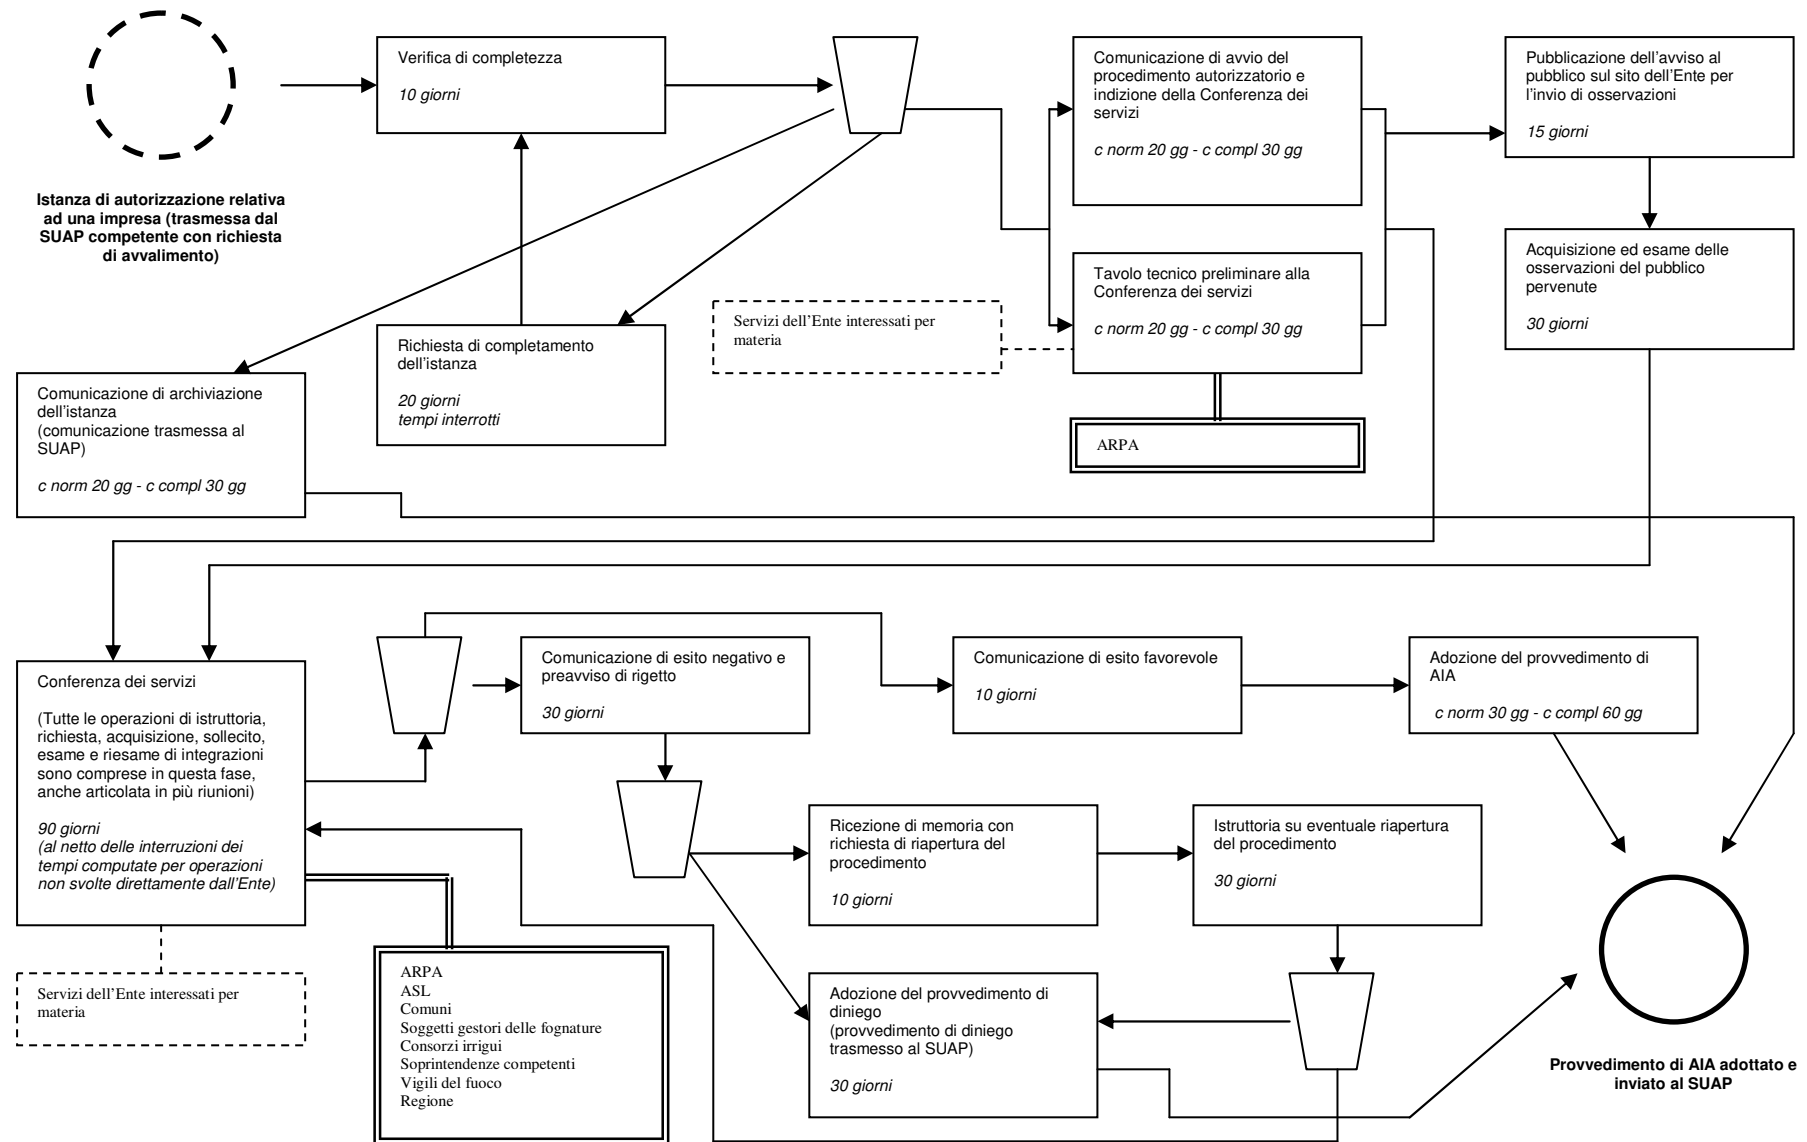 Istanza di autorizzazione relativa
ad una impresa (trasmessa dal
SUAP competente con richiesta
di avvalimento)
Verifica di completezza
10 giorni
Comunicazione di avvio del
procedimento autorizzatorio e
indizione della Conferenza dei
servizi
c norm 20 gg - c compl 30 gg
Pubblicazione dell'avviso al
pubblico sul sito dell'Ente per
l'invio di osservazioni
15 giorni
Acquisizione ed esame delle
osservazioni del pubblico
pervenute
30 giorni
Tavolo tecnico preliminare alla
Conferenza dei servizi
c norm 20 gg - c compl 30 gg
Servizi dell'Ente interessati per
materia
ARPA
Richiesta di completamento
dell'istanza
20 giorni
tempi interrotti
Comunicazione di archiviazione
dell'istanza
(comunicazione trasmessa al
SUAP)
c norm 20 gg - c compl 30 gg
Conferenza dei servizi
(Tutte le operazioni di istruttoria,
richiesta, acquisizione, sollecito,
esame e riesame di integrazioni
sono comprese in questa fase,
anche articolata in più riunioni)
90 giorni
(al netto delle interruzioni dei
tempi computate per operazioni
non svolte direttamente dall'Ente)
Servizi dell'Ente interessati per
materia
ARPA
ASL
Comuni
Soggetti gestori delle fognature
Consorzi irrigui
Soprintendenze competenti
Vigili del fuoco
Regione
Comunicazione di esito negativo e
preavviso di rigetto
30 giorni
Comunicazione di esito favorevole
10 giorni
Adozione del provvedimento di
AIA
c norm 30 gg - c compl 60 gg
Ricezione di memoria con
richiesta di riapertura del
procedimento
10 giorni
Istruttoria su eventuale riapertura
del procedimento
30 giorni
Adozione del provvedimento di
diniego
(provvedimento di diniego
trasmesso al SUAP)
30 giorni
Provvedimento di AIA adottato e
inviato al SUAP